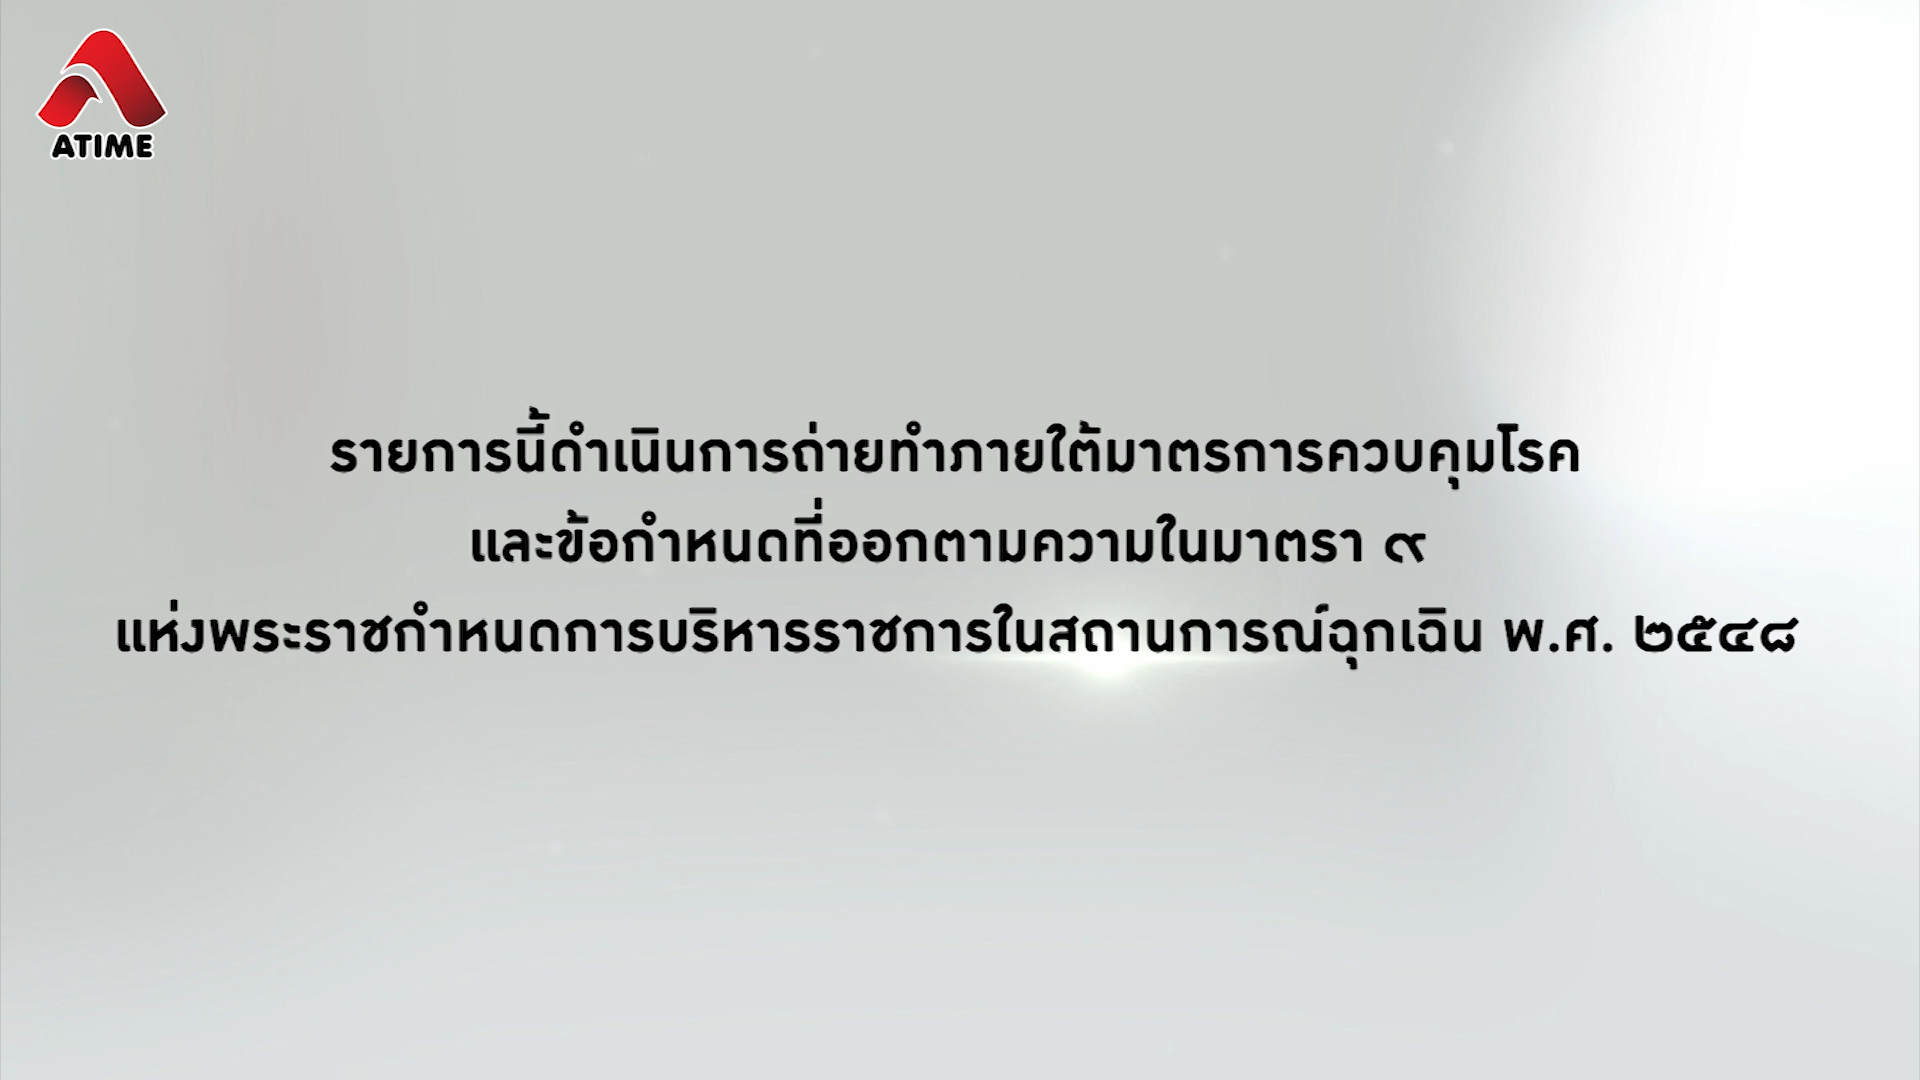 ATIME
รายการนี้ดำเนินการถ่ายทำภายใต้มาตรการควบคุมโรค
และข้อกำหนดที่ออกตามความในมาตรา ๙
แห่งพระราชกำหนดการบริหารราชการในสถานการณ์ฉุกเฉิน พ.ศ. ๒๕๔๘